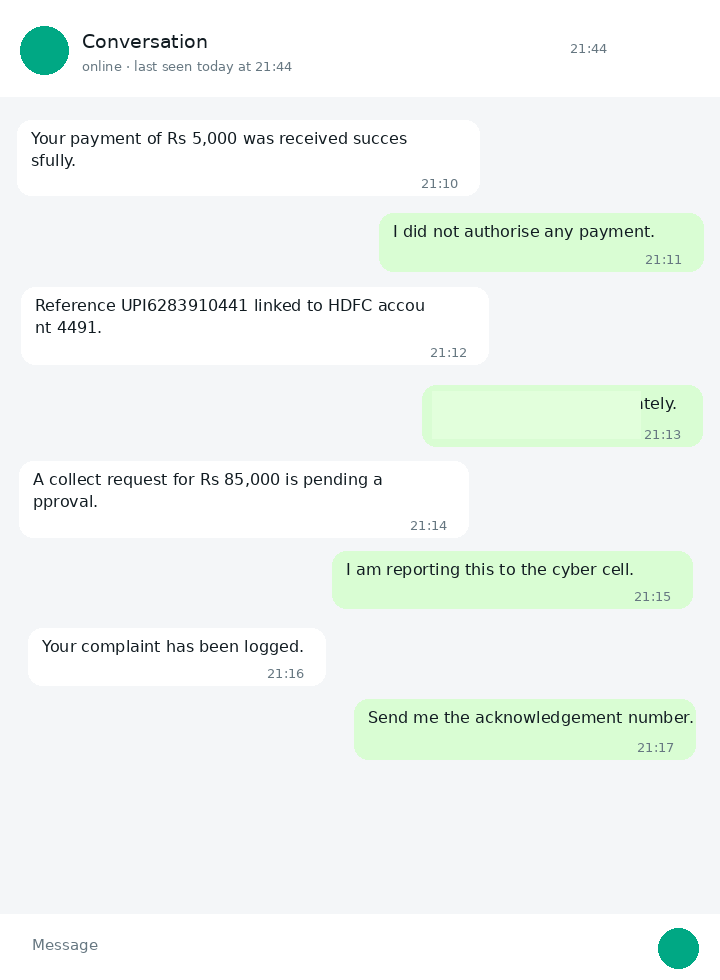 Conversation
21:44
online · last seen today at 21:44
Your payment of Rs 5,000 was received succes
sfully.
21:10
I did not authorise any payment.
21:11
Reference UPI6283910441 linked to HDFC accou
nt 4491.
21:12
21:13
A collect request for Rs 85,000 is pending a
pproval.
21:14
I am reporting this to the cyber cell.
21:15
Your complaint has been logged.
21:16
Send me the acknowledgement number.
21:17
Message